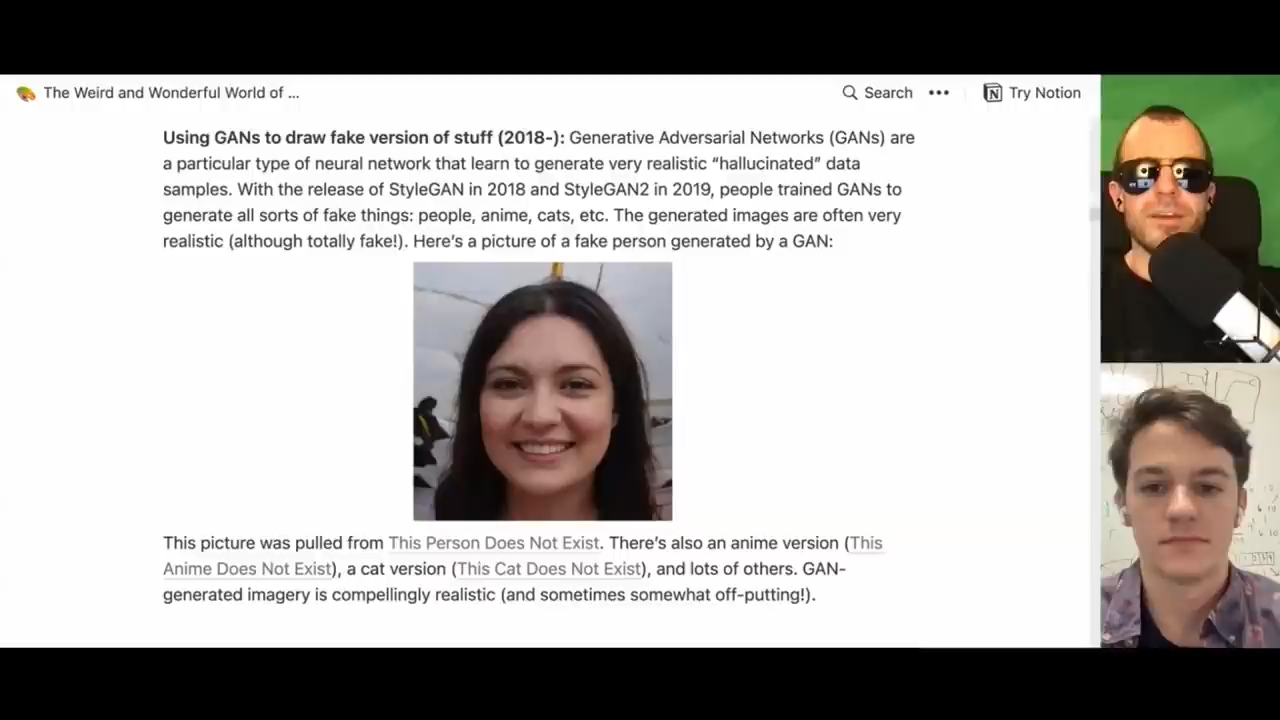 The Weird and Wonderful World of ...
Search
Try Notion
Using GANs to draw fake version of stuff (2018-): Generative Adversarial Networks (GANs) are
a particular type of neural network that learn to generate very realistic “hallucinated” data
samples. With the release of StyleGAN in 2018 and StyleGAN2 in 2019, people trained GANs to
generate all sorts of fake things: people, anime, cats, etc. The generated images are often very
realistic (although totally fake!). Here’s a picture of a fake person generated by a GAN:
This picture was pulled from This Person Does Not Exist. There’s also an anime version (This
Anime Does Not Exist), a cat version (This Cat Does Not Exist), and lots of others. GAN-
generated imagery is compellingly realistic (and sometimes somewhat off-putting!).